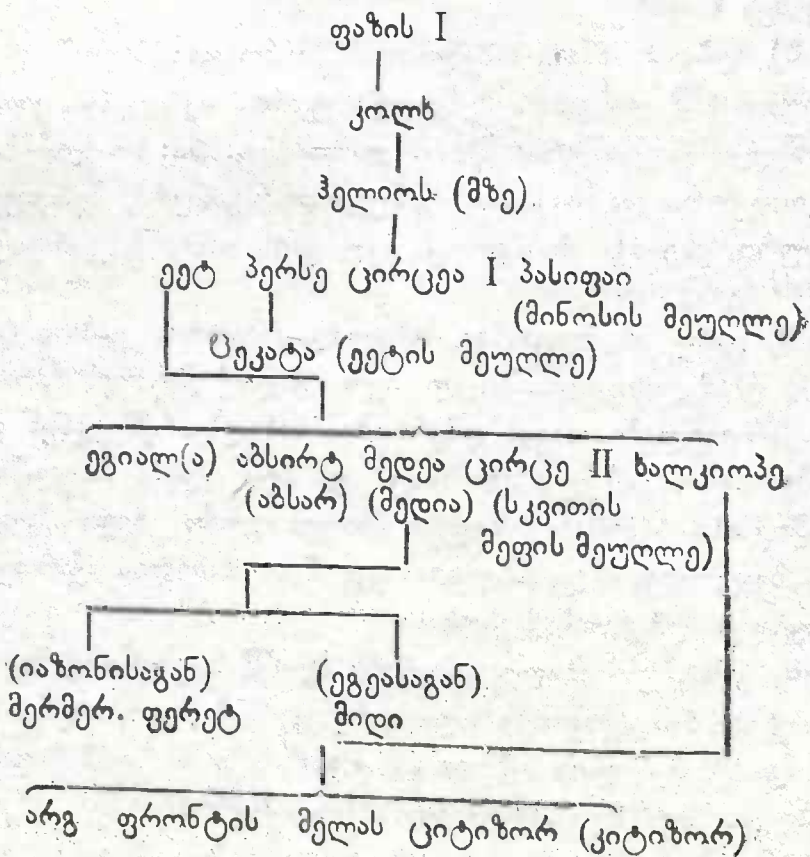 ფაზის I
კოლხ
ჰელიოს (მზე)
ეეტ პერსე ცირცეა I პასიფაი
(მინოსის მეუღლე)
ცეკატა (ეეტის მეუღლე)
ეგიალ(ა) აბსირტ მედეა ცირცე II ხალკიოპე
(აბსარ) (მედია) (სკვითის
მეფის მეუღლე)
(იაზონისაგან) (ეგეასაგან)
მერმერ. ფერეტ მიდი
არგ ფრონტის მელას ციტიზორ (კიტიზორ)